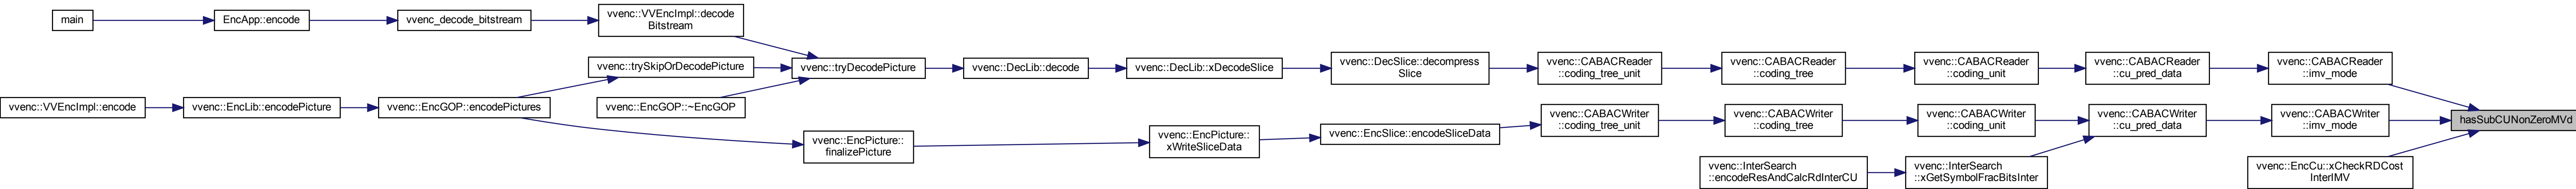 main
EncApp::encode
vvenc_decode_bitstream
vvenc::VVEncImpl::decode
Bitstream
vvenc::VVEncImpl::encode
vvenc::EncLib::encodePicture
vvenc::EncGOP::encodePictures
vvenc::trySkipOrDecodePicture
vvenc::EncGOP::~EncGOP
vvenc::tryDecodePicture
vvenc::DecLib::decode
vvenc::DecLib::xDecodeSlice
vvenc::DecSlice::decompress
Slice
vvenc::CABACReader
::coding_tree_unit
vvenc::CABACReader
::coding_tree
vvenc::CABACReader
::coding_unit
vvenc::CABACReader
::cu_pred_data
vvenc::CABACReader
::imv_mode
vvenc::EncPicture::
finalizePicture
vvenc::EncPicture::
xWriteSliceData
vvenc::EncSlice::encodeSliceData
vvenc::CABACWriter
::coding_tree_unit
vvenc::CABACWriter
::coding_tree
vvenc::CABACWriter
::coding_unit
vvenc::CABACWriter
::cu_pred_data
vvenc::CABACWriter
::imv_mode
hasSubCUNonZeroMVd
vvenc::InterSearch
::encodeResAndCalcRdInterCU
vvenc::InterSearch
::xGetSymbolFracBitsInter
vvenc::EncCu::xCheckRDCost
InterIMV